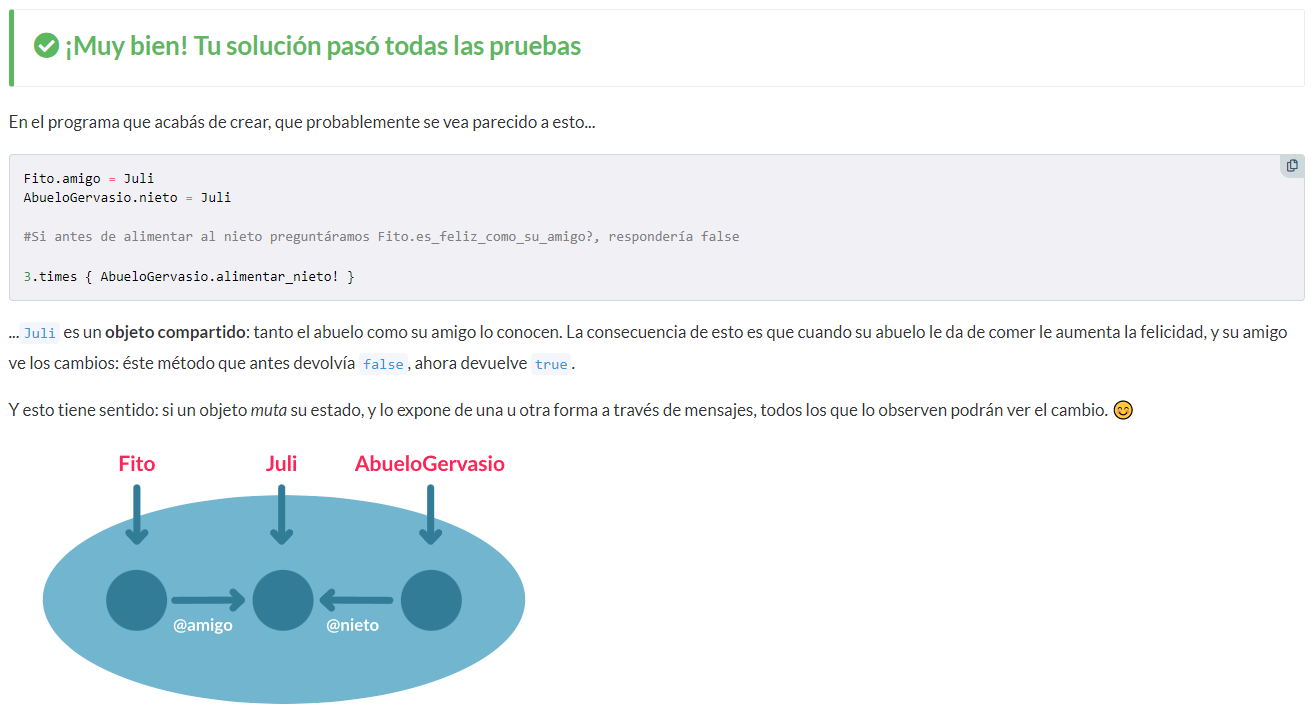 ¡Muy bien! Tu solución pasó todas las pruebas
En el programa que acabás de crear, que probablemente se vea parecido a esto...
Fito.amigo = Juli
AbueloGervasio.nieto = Juli
#Si antes de alimentar al nieto preguntáramos Fito.es_feliz_como_su_amigo?, respondería false
3.times { AbueloGervasio.alimentar_nieto! }
... Juli es un objeto compartido: tanto el abuelo como su amigo lo conocen. La consecuencia de esto es que cuando su abuelo le da de comer le aumenta la felicidad, y su amigo
ve los cambios: éste método que antes devolvía false, ahora devuelve true.
Y esto tiene sentido: si un objeto muta su estado, y lo expone de una u otra forma a través de mensajes, todos los que lo observen podrán ver el cambio. 😊
Fito Juli AbueloGervasio
@amigo @nieto